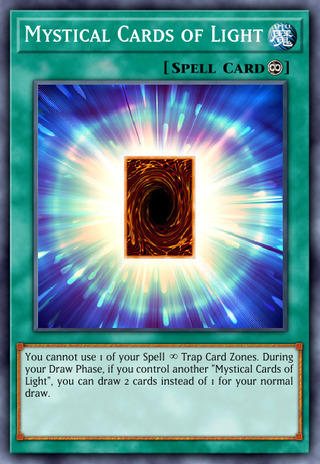 Mystical Cards of Light
魔
[Spell Card]
You cannot use 1 of your Spell ∞ Trap Card Zones. During
your Draw Phase, if you control another "Mystical Cards of
Light", you can draw 2 cards instead of 1 for your normal
draw.